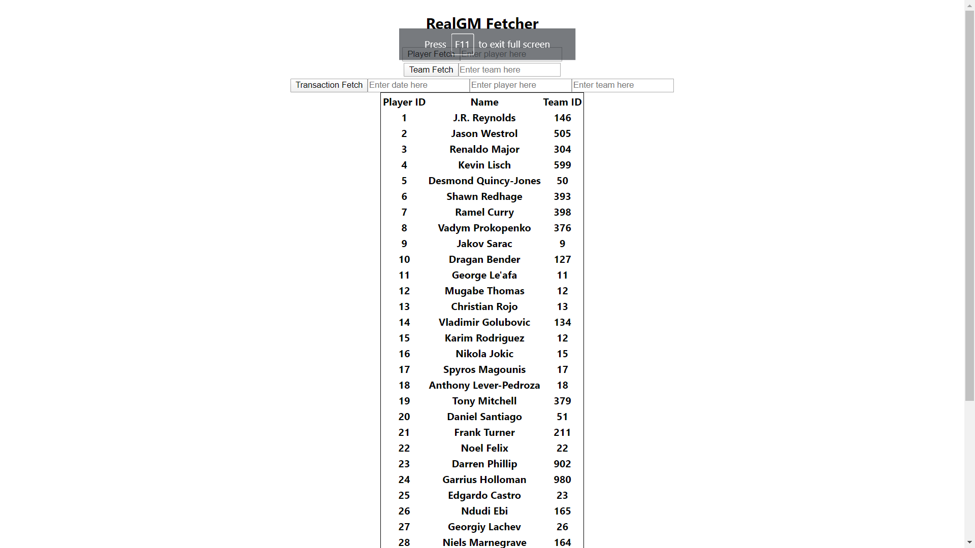 RealGM Fetcher
Press F11 to exit full screen
Player Fetch Enter player here
Team Fetch Enter team here
Transaction Fetch Enter date here Enter player here Enter team here
Player ID Name Team ID
1 J.R. Reynolds 146
2 Jason Westrol 505
3 Renaldo Major 304
4 Kevin Lisch 599
5 Desmond Quincy-Jones 50
6 Shawn Redhage 393
7 Ramel Curry 398
8 Vadym Prokopenko 376
9 Jakov Sarac 9
10 Dragan Bender 127
11 George Le'afa 11
12 Mugabe Thomas 12
13 Christian Rojo 13
14 Vladimir Golubovic 134
15 Karim Rodriguez 12
16 Nikola Jokic 15
17 Spyros Magounis 17
18 Anthony Lever-Pedroza 18
19 Tony Mitchell 379
20 Daniel Santiago 51
21 Frank Turner 211
22 Noel Felix 22
23 Darren Phillip 902
24 Garrius Holloman 980
25 Edgardo Castro 23
26 Ndudi Ebi 165
27 Georgiy Lachev 26
28 Niels Marnegrave 164